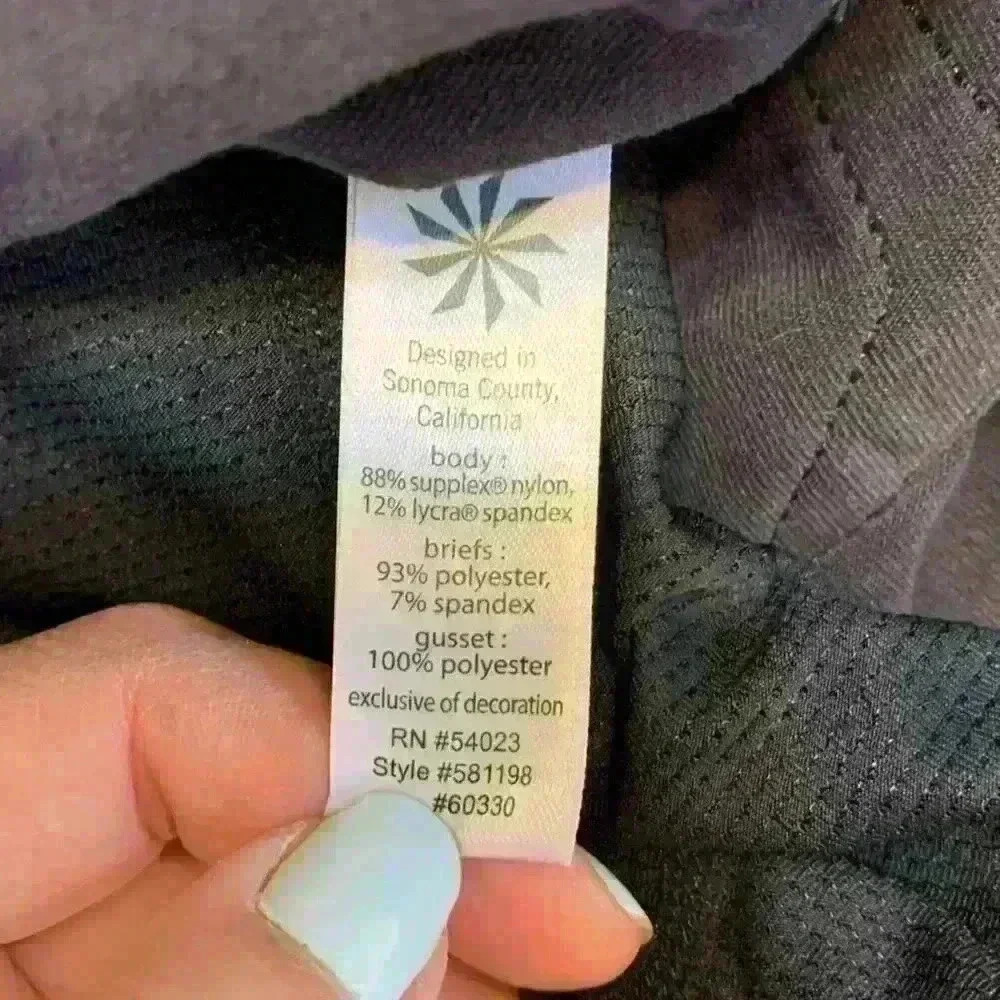 Designed in
Sonoma County,
California
body :
88% supplex® nylon,
12% lycra® spandex
briefs :
93% polyester,
7% spandex
gusset :
100% polyester
exclusive of decoration
RN #54023
Style #581198
#60330